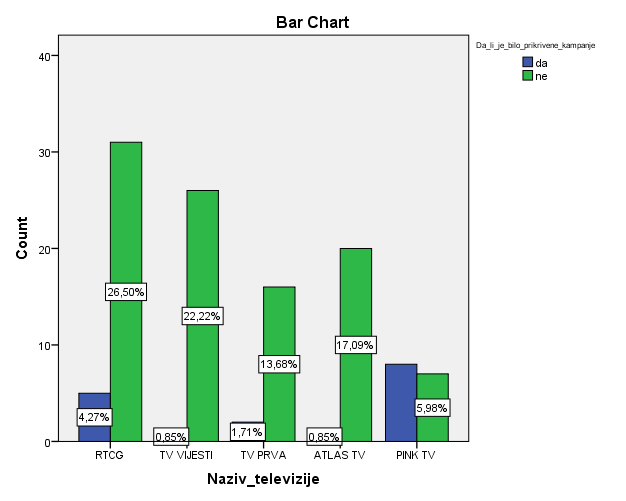 Bar Chart
Da_li_je_bilo_prikrivene_kampanje
da
ne
Count
40
30
20
10
0
4,27%
26,50%
0,85%
22,22%
1,71%
13,68%
0,85%
17,09%
5,98%
RTCG
TV VIJESTI
TV PRVA
ATLAS TV
PINK TV
Naziv_televizije